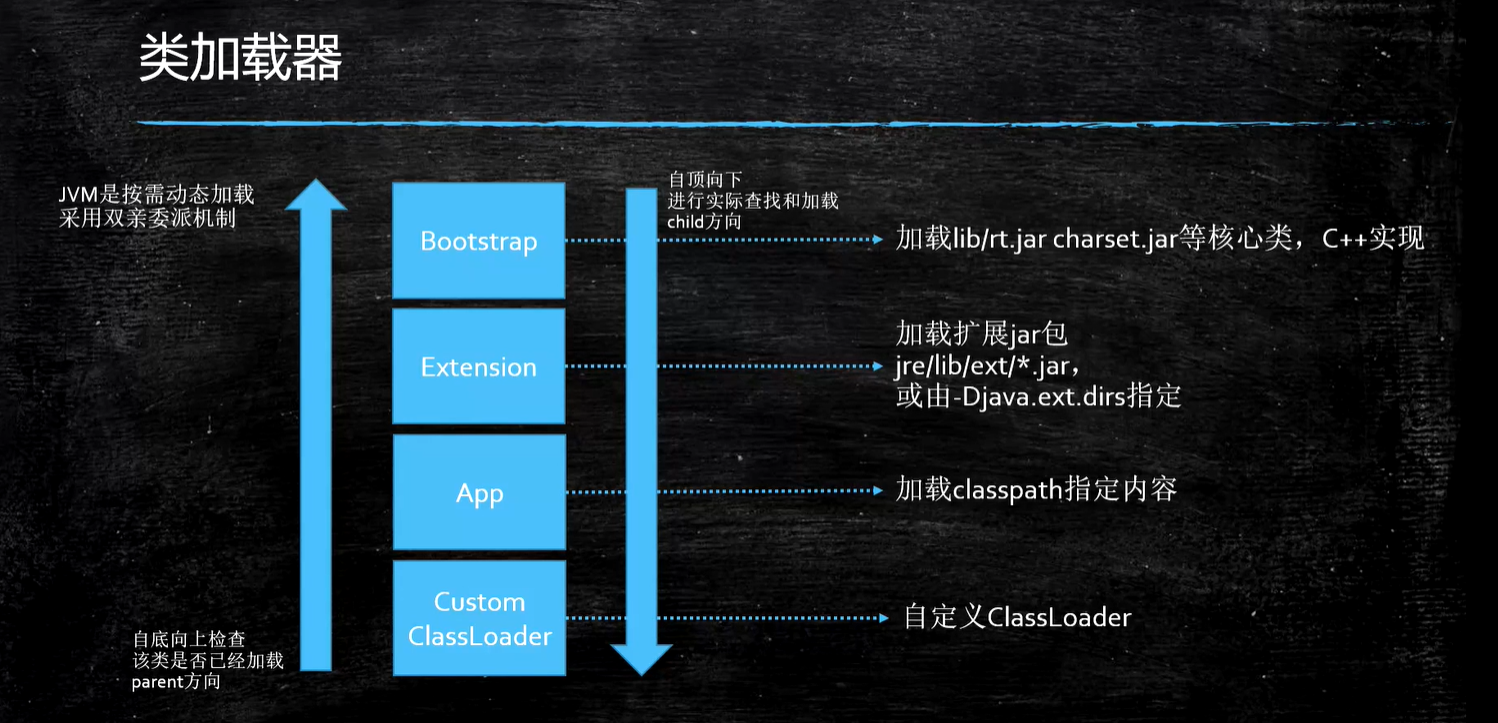 类加载器
JVM是按需动态加载
采用双亲委派机制
自顶向下
进行实际查找和加载
child方向
Bootstrap
加载lib/rt.jar charset.jar等核心类，C++实现
Extension
加载扩展jar包
jre/lib/ext/*.jar，
或由-Djava.ext.dirs指定
App
加载classpath指定内容
Custom
ClassLoader
自定义ClassLoader
自底向上检查
该类是否已经加载
parent方向